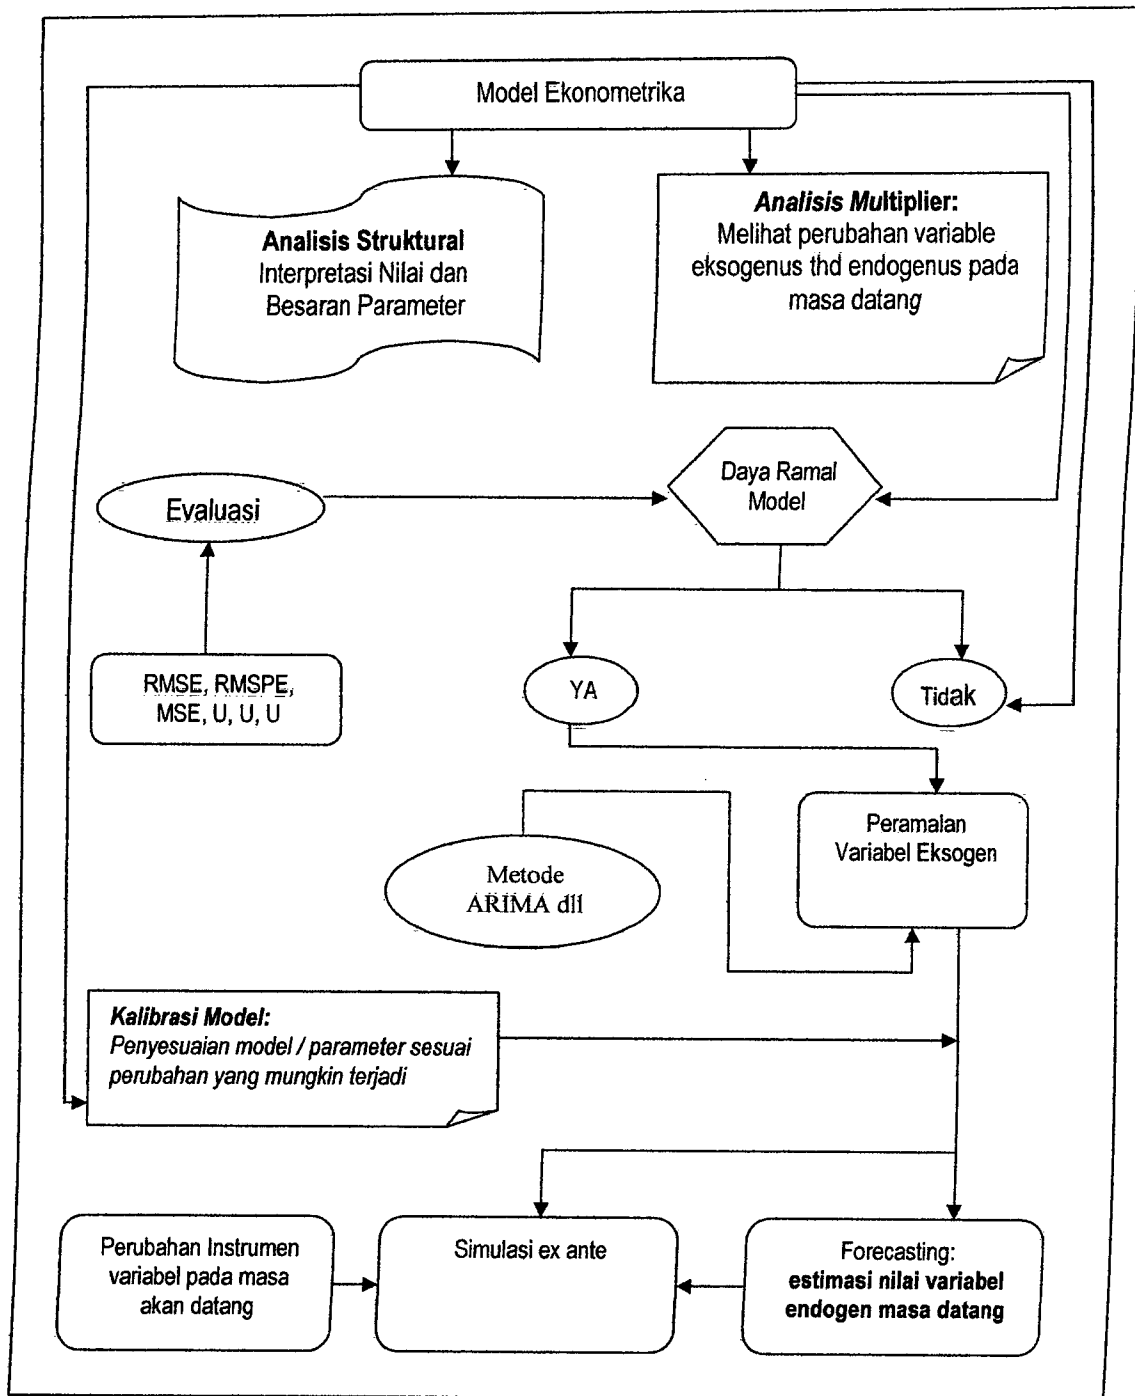 Model Ekonometrika
Analisis Struktural
Interpretasi Nilai dan
Besaran Parameter
Analisis Multiplier:
Melihat perubahan variable
eksogenus thd endogenus pada
masa datang
Daya Ramal
Model
Evaluasi
RMSE, RMSPE,
MSE, U, U, U
YA
Tidak
Peramalan
Variabel Eksogen
Metode
ARIMA dll
Kalibrasi Model:
Penyesuaian model / parameter sesuai
perubahan yang mungkin terjadi
Perubahan Instrumen
variabel pada masa
akan datang
Simulasi ex ante
Forecasting:
estimasi nilai variabel
endogen masa datang